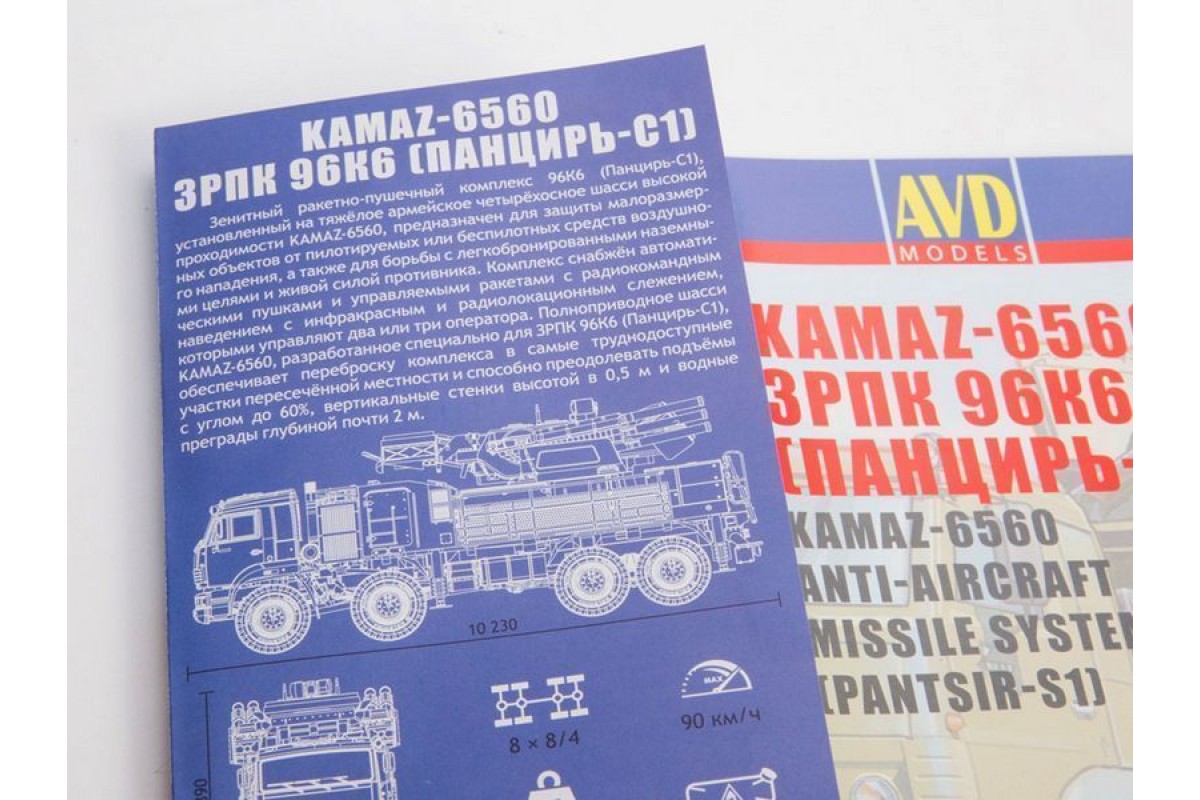 KAMAZ-6560
ЗРПК 96К6 (ПАНЦИРЬ-С1)
Зенитный ракетно-пушечный комплекс 96К6 (Панцирь-С1),
установленный на тяжёлое армейское четырёхосное шасси высокой
проходимости KAMAZ-6560, предназначен для защиты малоразмер-
ных объектов от пилотируемых или беспилотных средств воздушно-
го нападения, а также для борьбы с легкобронированными наземны-
ми целями и живой силой противника. Комплекс снабжён автомати-
ческими пушками и управляемыми ракетами с радиокомандным
наведением с инфракрасным и радиолокационным слежением,
которыми управляют два или три оператора. Полноприводное шасси
KAMAZ-6560, разработанное специально для ЗРПК 96К6 (Панцирь-С1),
обеспечивает переброску комплекса в самые труднодоступные
участки пересечённой местности и способно преодолевать подъёмы
с углом до 60%, вертикальные стенки высотой в 0,5 м и водные
преграды глубиной почти 2 м.
10 230
MAX
8 × 8/4
90 км/ч
390
AVD
MODELS
KAMAZ-656
ЗРПК 96К6
(ПАНЦИРЬ-
KAMAZ-6560
ANTI-AIRCRAFT
MISSILE SYSTEM
(PANTSIR-S1)